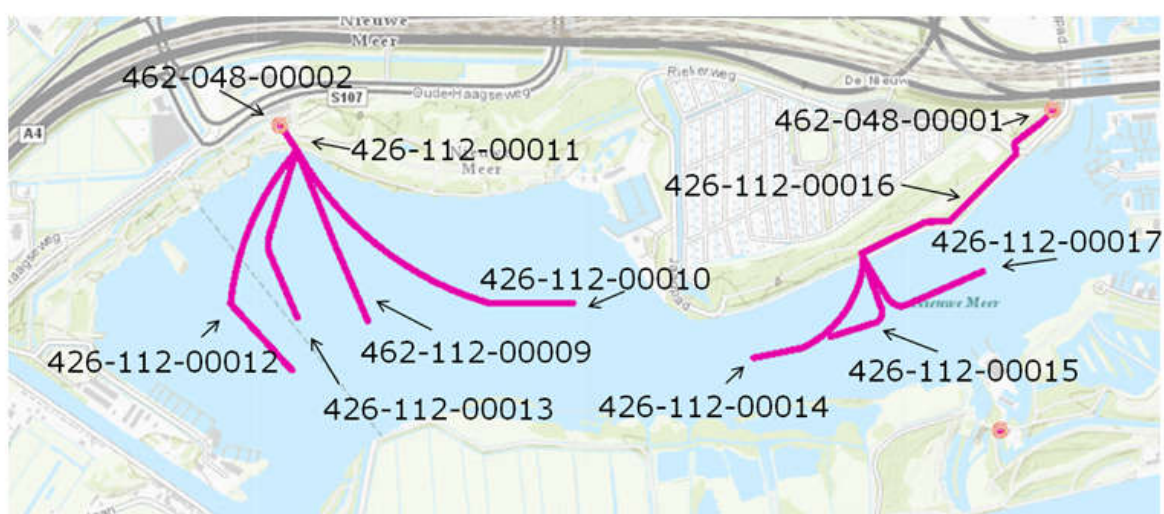 Nieuwe
Meer
462-048-00002
Riekerweg
De Nieuw
S107
Oude-Haagseweg
A4
462-048-00001
426-112-00011
Meer
426-112-00016
426-112-00017
426-112-00010
Nieuwe Meer
426-112-00012
462-112-00009
426-112-00015
426-112-00013
426-112-00014